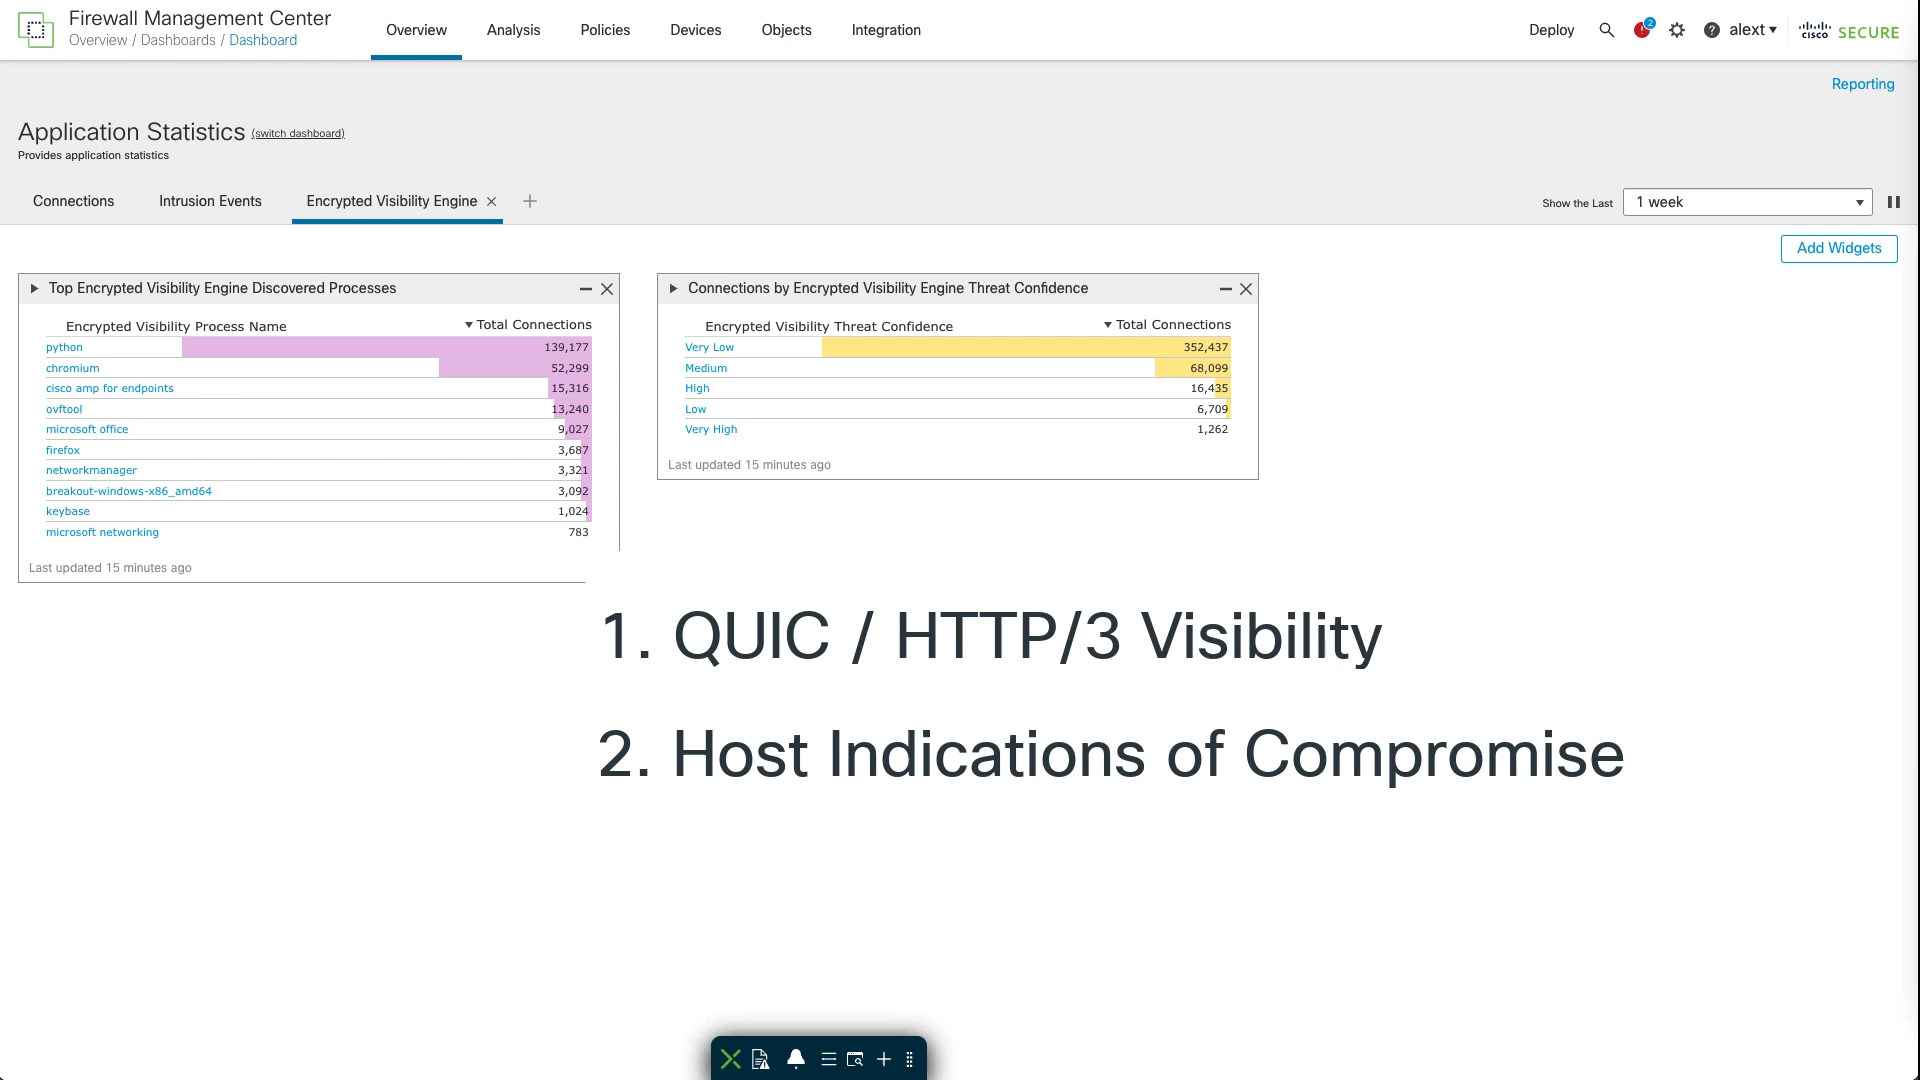 Firewall Management Center
Overview / Dashboards / Dashboard
Overview
Analysis
Policies
Devices
Objects
Integration
Deploy
2
alext
cisco SECURE
Reporting
Application Statistics (switch dashboard)
Provides application statistics
Connections
Intrusion Events
Encrypted Visibility Engine
Show the Last
1 week
Add Widgets
Top Encrypted Visibility Engine Discovered Processes
Encrypted Visibility Process Name Total Connections
python 139,177
chromium 52,299
cisco amp for endpoints 15,316
ovftool 13,240
microsoft office 9,027
firefox 3,687
networkmanager 3,321
breakout-windows-x86_amd64 3,092
keybase 1,024
microsoft networking 783
Last updated 15 minutes ago
Connections by Encrypted Visibility Engine Threat Confidence
Encrypted Visibility Threat Confidence Total Connections
Very Low 352,437
Medium 68,099
High 16,435
Low 6,709
Very High 1,262
Last updated 15 minutes ago
1. QUIC / HTTP/3 Visibility
2. Host Indications of Compromise